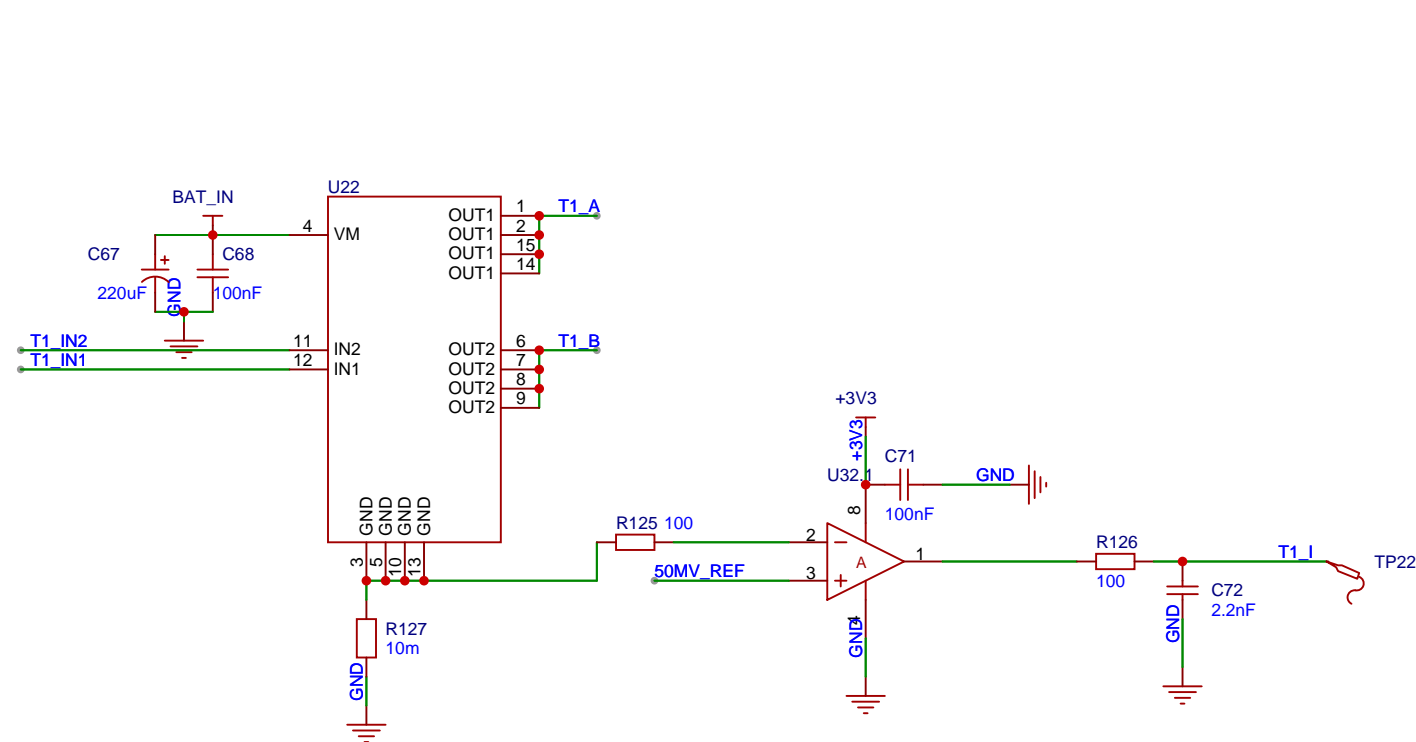 U22
BAT_IN
4
VM
C67
C68
220uF
GND
100nF
+
T1_IN2
11
IN2
T1_IN1
12
IN1
OUT1
1
T1_A
OUT1
2
OUT1
15
OUT1
14
OUT2
6
T1_B
OUT2
7
OUT2
8
OUT2
9
GND
GND
GND
GND
3
5
10
13
R127
10m
GND
R125 100
2
50MV_REF
3
+3V3
+3V3
U32.1
C71
GND
100nF
8
A
1
4
GND
R126
100
T1_I
TP22
C72
2.2nF
GND